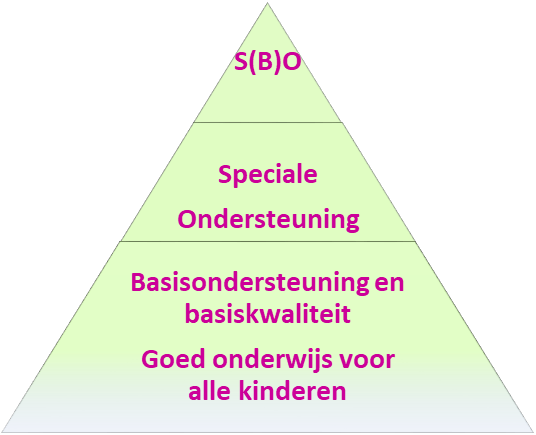 S(B)O
Speciale
Ondersteuning
Basisondersteuning en
basiskwaliteit
Goed onderwijs voor
alle kinderen